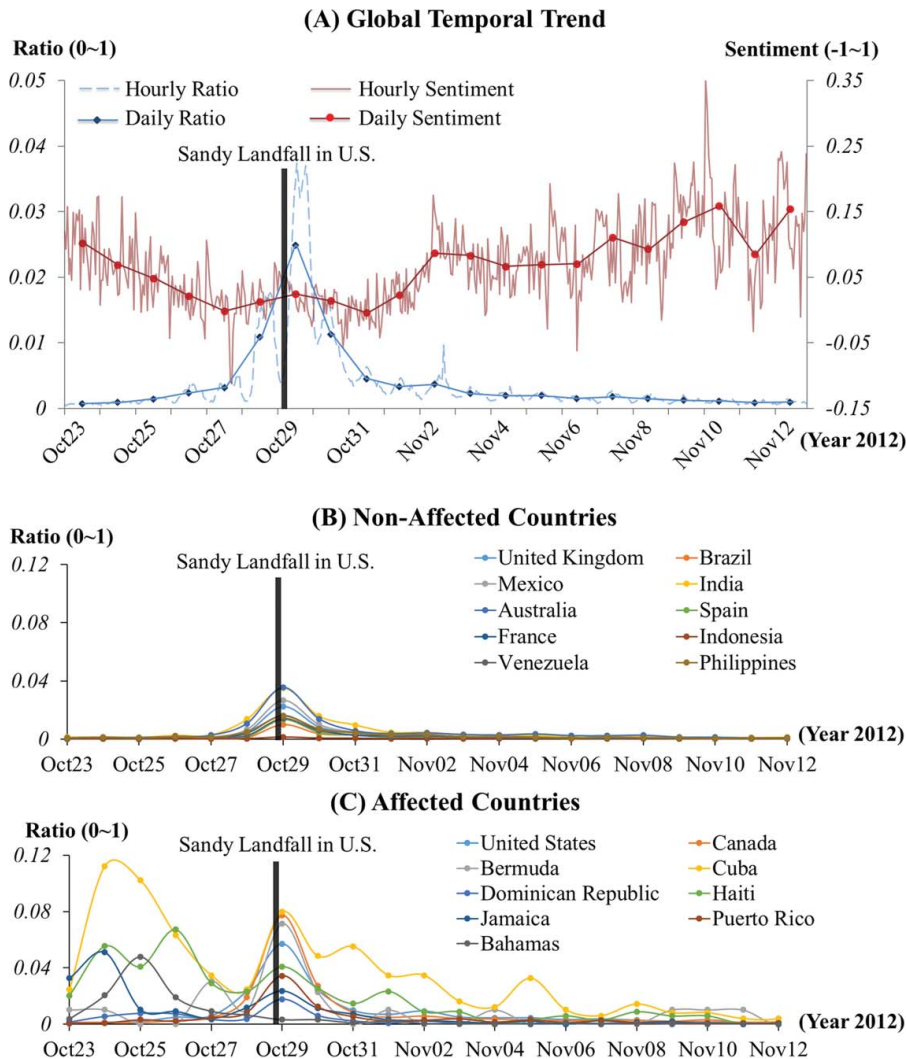 (A) Global Temporal Trend
Ratio (0~1) Sentiment (-1~1)
0.05 0.35
Hourly Ratio Hourly Sentiment
Daily Ratio Daily Sentiment
0.04 0.25
Sandy Landfall in U.S.
0.03 0.15
0.02 0.05
0.01 -0.05
0 -0.15
Oct23 Oct25 Oct27 Oct29 Oct31 Nov2 Nov4 Nov6 Nov8 Nov10 Nov12 (Year 2012)
(B) Non-Affected Countries
Ratio (0~1)
0.12
Sandy Landfall in U.S.
United Kingdom Brazil
Mexico India
0.08
Australia Spain
France Indonesia
Venezuela Philippines
0.04
0
(Year 2012)
Oct23 Oct25 Oct27 Oct29 Oct31 Nov02 Nov04 Nov06 Nov08 Nov10 Nov12
(C) Affected Countries
Ratio (0~1)
Sandy Landfall in U.S.
0.12
United States Canada
Bermuda Cuba
Dominican Republic Haiti
0.08
Jamaica Puerto Rico
Bahamas
0.04
0
(Year 2012)
Oct23 Oct25 Oct27 Oct29 Oct31 Nov02 Nov04 Nov06 Nov08 Nov10 Nov12